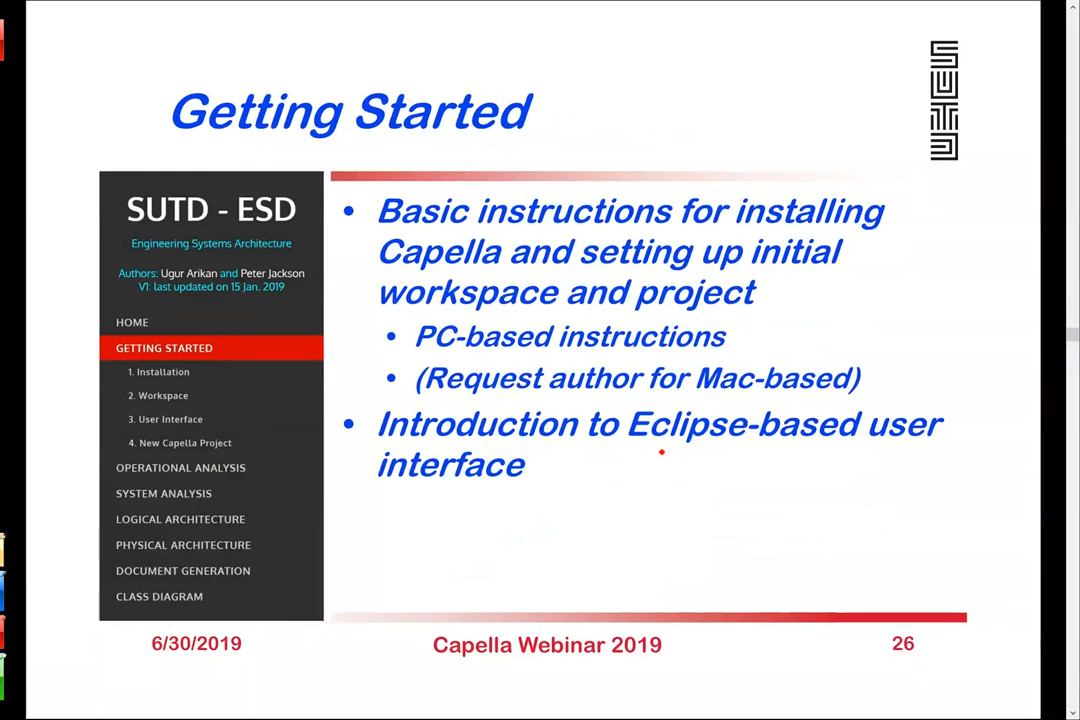 SUTD
Getting Started
SUTD - ESD
Engineering Systems Architecture
Authors: Ugur Arikan and Peter Jackson
V1: last updated on 15 Jan. 2019
HOME
GETTING STARTED
1. Installation
2. Workspace
3. User Interface
4. New Capella Project
OPERATIONAL ANALYSIS
SYSTEM ANALYSIS
LOGICAL ARCHITECTURE
PHYSICAL ARCHITECTURE
DOCUMENT GENERATION
CLASS DIAGRAM
• Basic instructions for installing
Capella and setting up initial
workspace and project
• PC-based instructions
• (Request author for Mac-based)
• Introduction to Eclipse-based user
interface
6/30/2019
Capella Webinar 2019
26